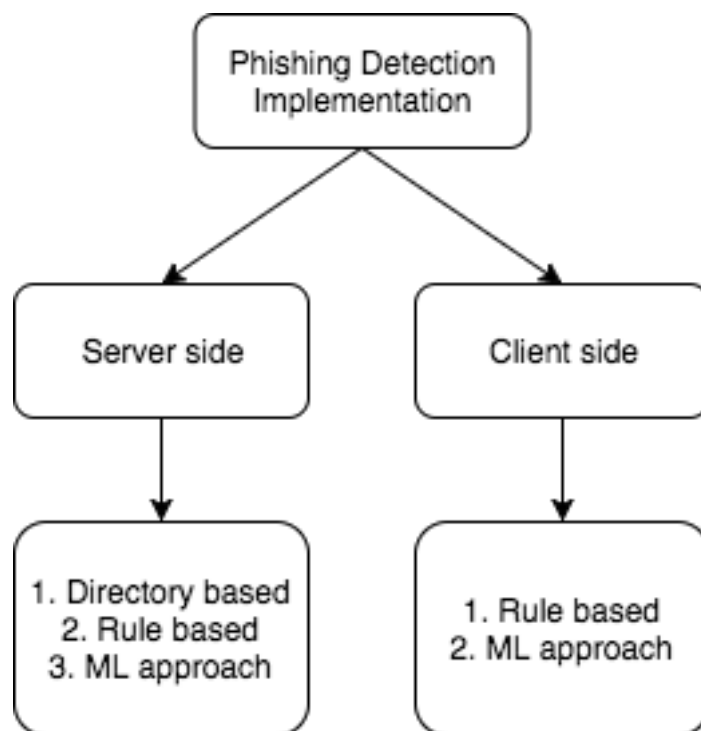 Phishing Detection
Implementation
Server side
Client side
1. Directory based
2. Rule based
3. ML approach
1. Rule based
2. ML approach